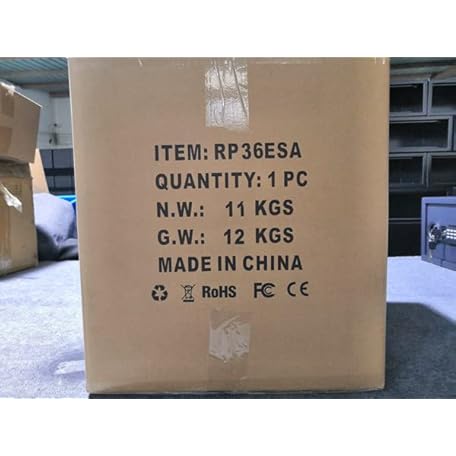 ITEM: RP36ESA
QUANTITY: 1 PC
N.W.: 11 KGS
G.W.: 12 KGS
MADE IN CHINA
RoHS FC CE